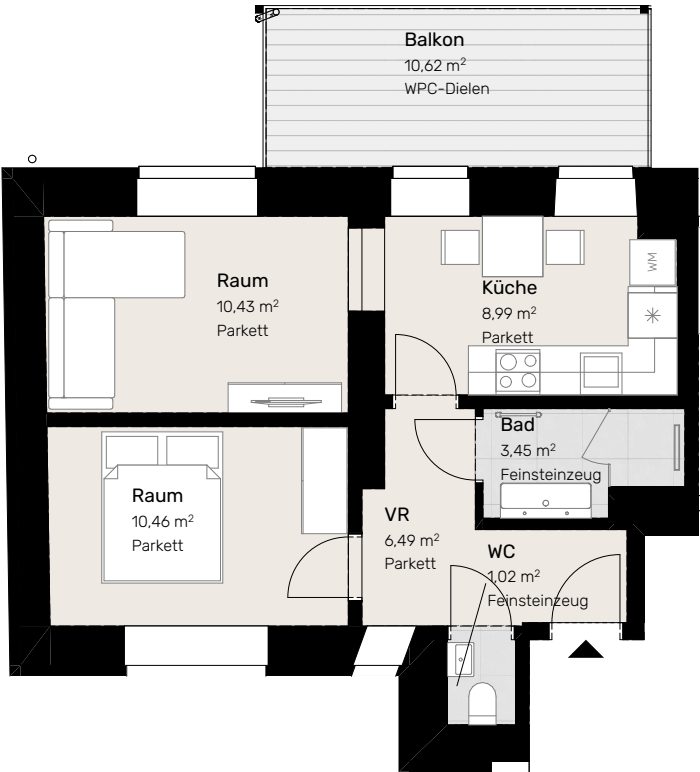 Balkon
10,62 m²
WPC-Dielen
Raum
10,43 m²
Parkett
Küche
8,99 m²
Parkett
WM
Bad
3,45 m²
Feinsteinzeug
Raum
10,46 m²
Parkett
VR
6,49 m²
Parkett
WC
1,02 m²
Feinsteinzeug